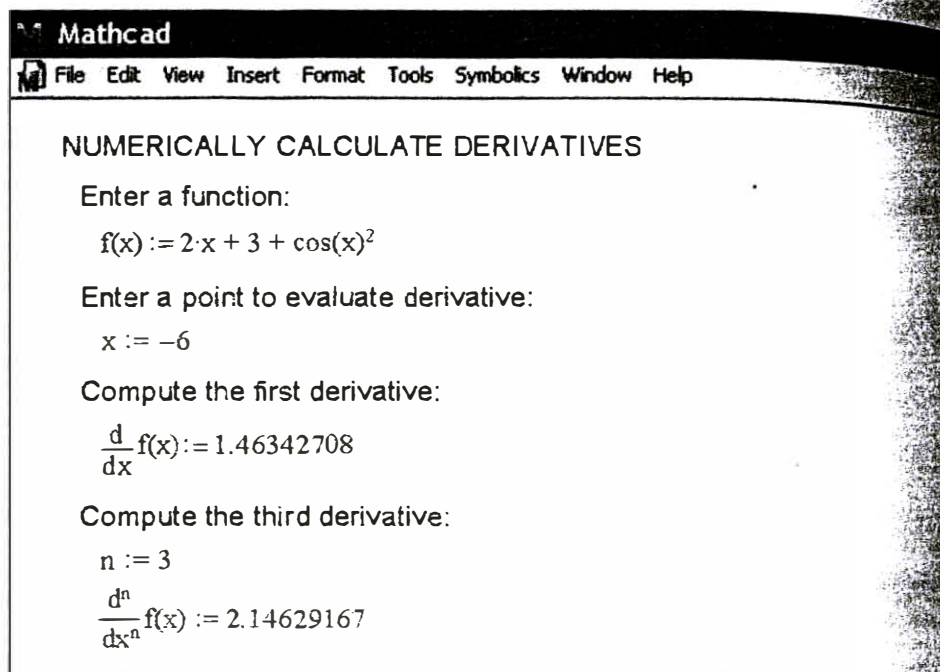 Mathcad
File Edit View Insert Format Tools Symbolics Window Help
NUMERICALLY CALCULATE DERIVATIVES
Enter a function:
f(x) := 2·x + 3 + cos(x)²
Enter a point to evaluate derivative:
x := −6
Compute the first derivative:
d/dx f(x) := 1.46342708
Compute the third derivative:
n := 3
dⁿ/dxⁿ f(x) := 2.14629167